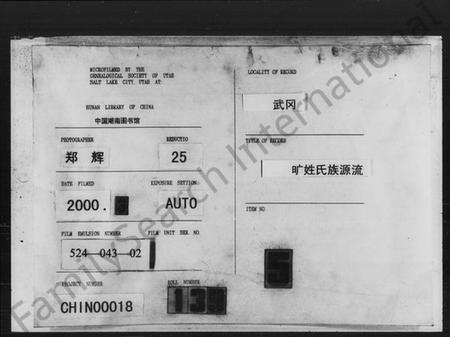 MICROFILMED BY THE
GENEALOGICAL SOCIETY OF UTAH
SALT LAKE CITY, UTAH AT
HUNAN LIBRARY OF CHINA
中国湖南图书馆
PHOTOGRAPHER
REDUCTIO
郑 辉
25
DATE FILMED
EXPOSURE SETTING
2000.
AUTO
FILM EMULSION NUMBER
FILM UNIT SER NO
524—043—02
PROJECT NUMBER
ROLL NUMBER
CHIN00018
LOCALITY OF RECORD
武冈
TITLE OF RECORD
旷姓氏族源流
ITEM NO
5
FamilySearch International